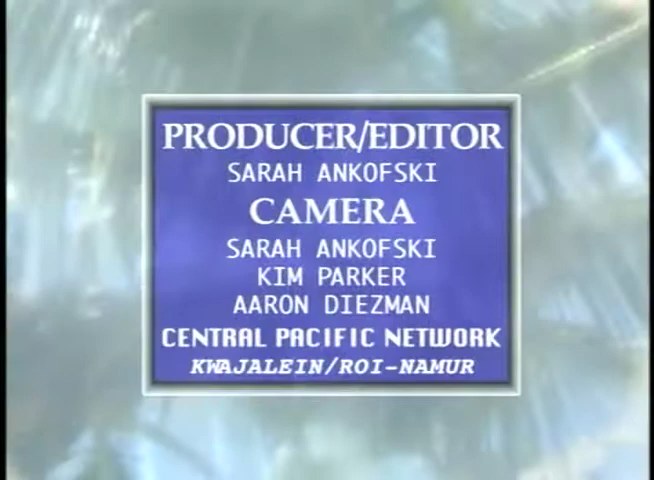 PRODUCER/EDITOR
SARAH ANKOFSKI
CAMERA
SARAH ANKOFSKI
KIM PARKER
AARON DIEZMAN
CENTRAL PACIFIC NETWORK
KWAJALEIN/ROI-NAMUR